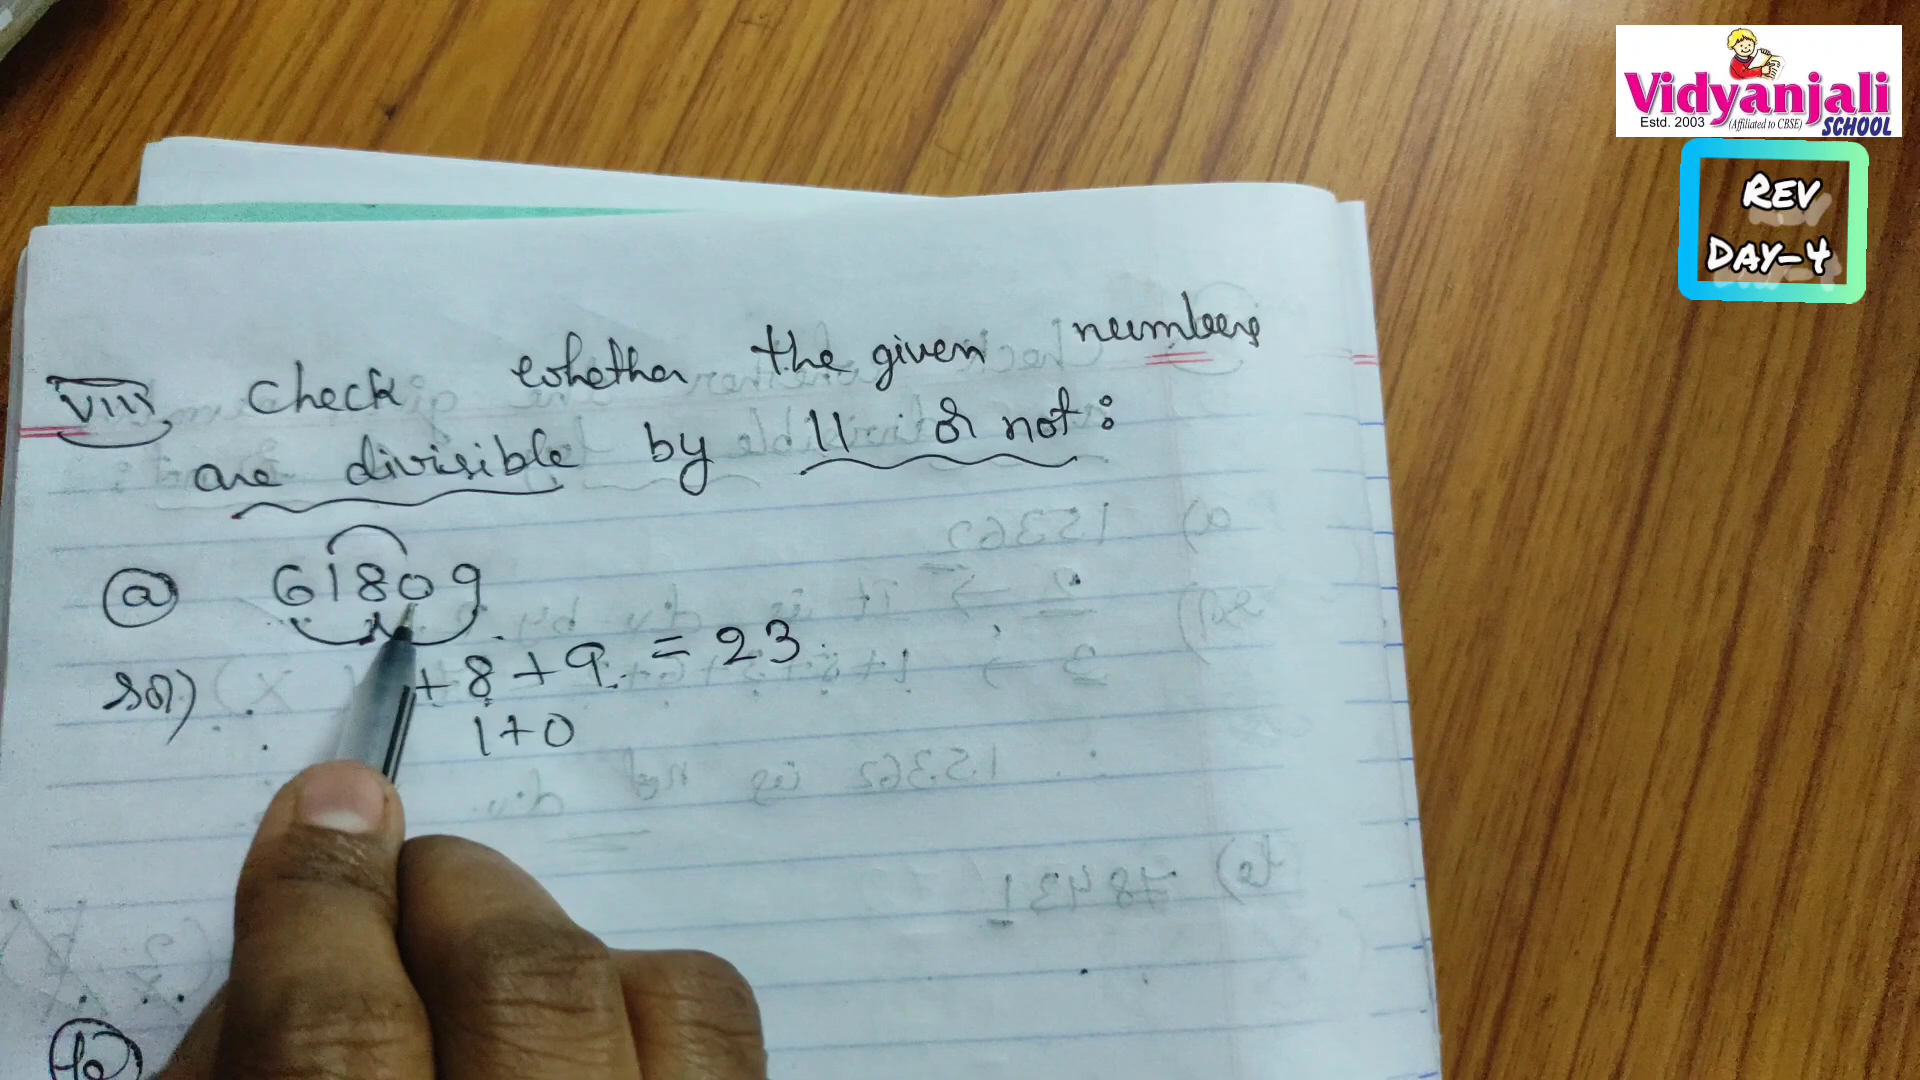 Vidyanjali
Estd. 2003 (Affiliated to CBSE) SCHOOL
REV
DAY-4
VIII Check whether the given numbers
are divisible by 11 or not:
(a) 61809
Sol) + 8 + 9 = 23
1+0
(b)